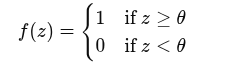 f(z) = { 1 if z ≥ θ
0 if z < θ